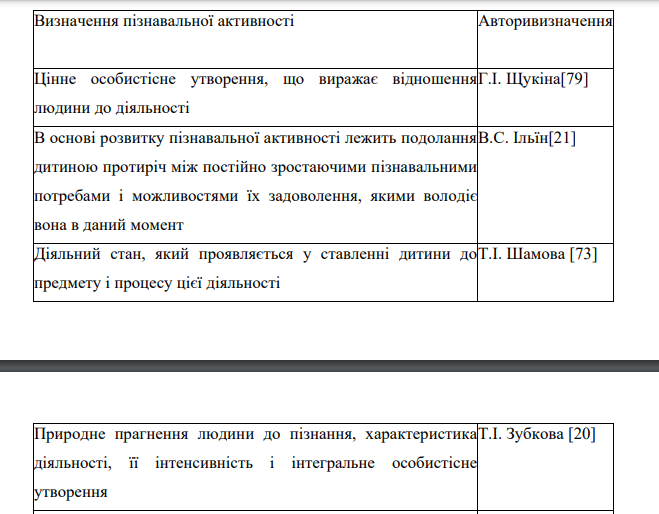 Визначення пізнавальної активності Авторивизначення
Цінне особистісне утворення, що виражає відношення Г.І. Щукіна[79]
людини до діяльності
В основі розвитку пізнавальної активності лежить подолання В.С. Ільїн[21]
дитиною протиріч між постійно зростаючими пізнавальними
потребами і можливостями їх задоволення, якими володіє
вона в даний момент
Діяльний стан, який проявляється у ставленні дитини до Т.І. Шамова [73]
предмету і процесу цієї діяльності
Природне прагнення людини до пізнання, характеристика Т.І. Зубкова [20]
діяльності, її інтенсивність і інтегральне особистісне
утворення